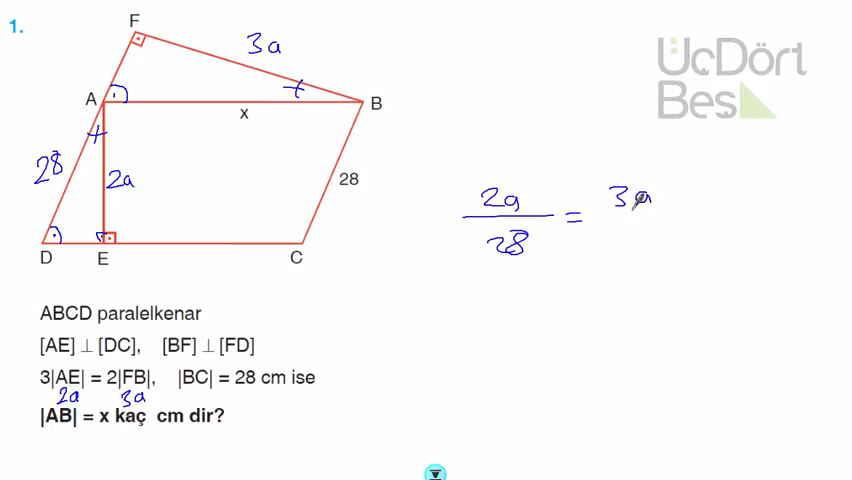 1.
F
3a
ÜçDört
Beş
A
B
x
28
2a
28
2a
28
=
3a
D
E
C
ABCD paralelkenar
[AE] ⊥ [DC], [BF] ⊥ [FD]
3|AE| = 2|FB|, |BC| = 28 cm ise
2a 3a
|AB| = x kaç cm dir?